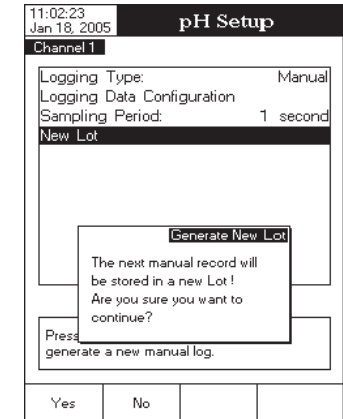 11:02:23
Jan 18, 2005
pH Setup
Channel 1
Logging Type: Manual
Logging Data Configuration
Sampling Period: 1 second
New Lot
Generate New Lot
The next manual record will
be stored in a new Lot !
Are you sure you want to
continue?
Press
generate a new manual log.
Yes No